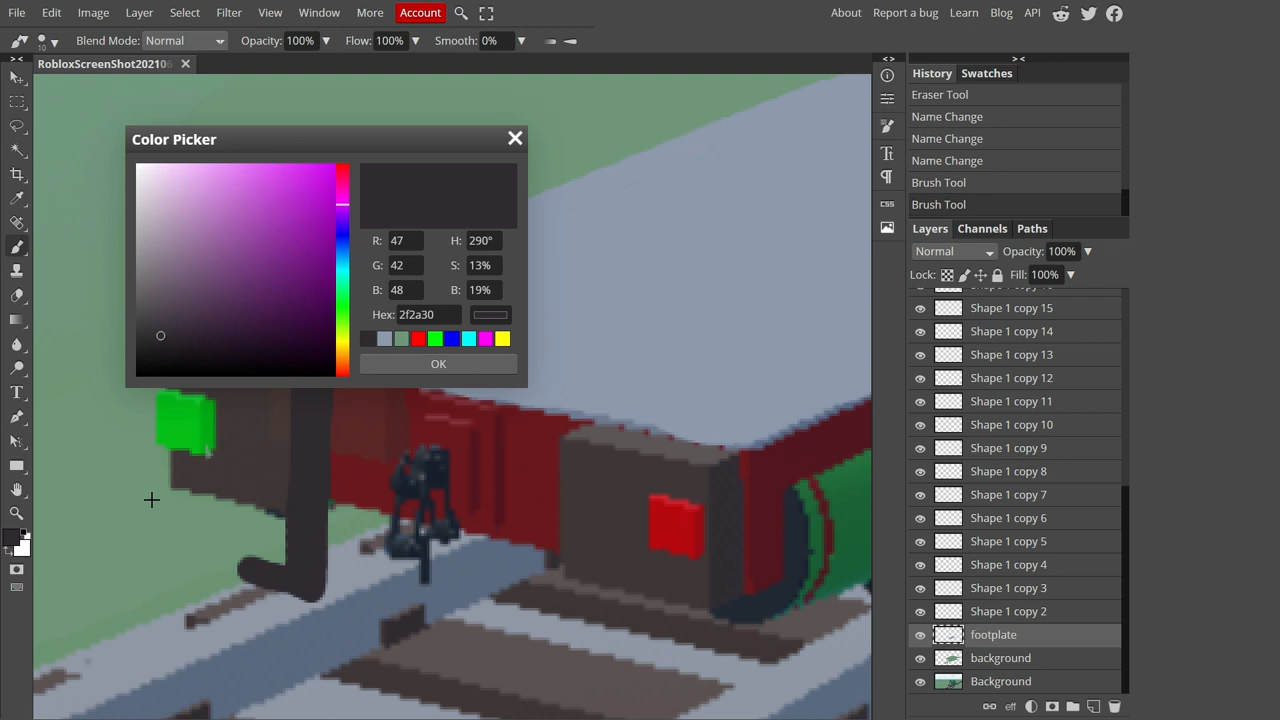 File Edit Image Layer Select Filter View Window More Account About Report a bug Learn Blog API
10 Blend Mode: Normal Opacity: 100% Flow: 100% Smooth: 0%
RobloxScreenShot202106
Color Picker
R: 47 H: 290°
G: 42 S: 13%
B: 48 B: 19%
Hex: 2f2a30
OK
CSS
History Swatches
Eraser Tool
Name Change
Name Change
Name Change
Brush Tool
Brush Tool
Layers Channels Paths
Normal Opacity: 100%
Lock: Fill: 100%
Shape 1 copy 15
Shape 1 copy 14
Shape 1 copy 13
Shape 1 copy 12
Shape 1 copy 11
Shape 1 copy 10
Shape 1 copy 9
Shape 1 copy 8
Shape 1 copy 7
Shape 1 copy 6
Shape 1 copy 5
Shape 1 copy 4
Shape 1 copy 3
Shape 1 copy 2
footplate
background
Background
eff